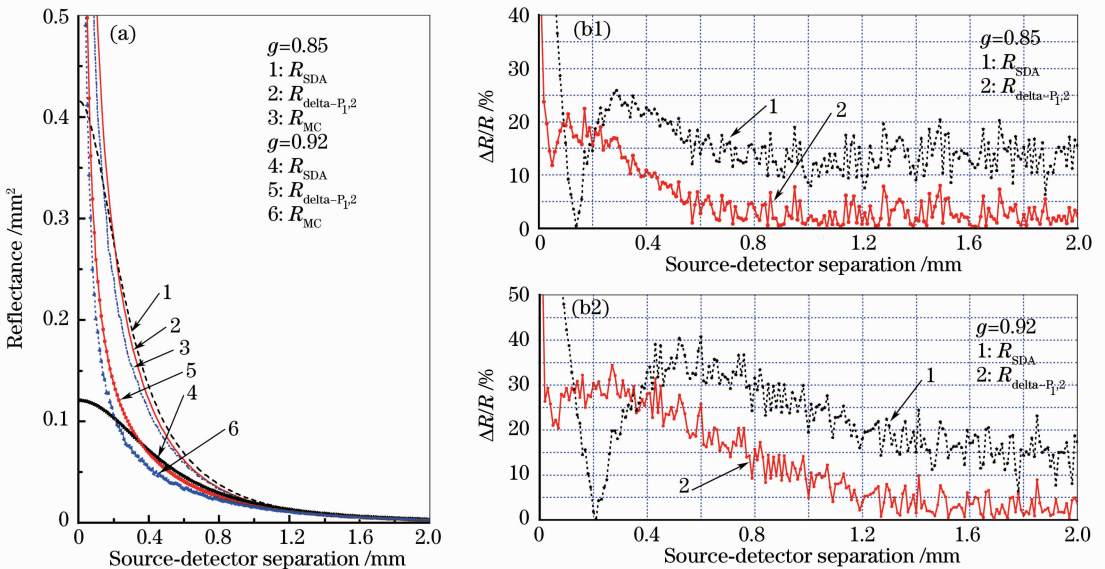 (a)
g=0.85
1: R_SDA
2: R_delta-P1,2
3: R_MC
g=0.92
4: R_SDA
5: R_delta-P1,2
6: R_MC
0.5
0.4
0.3
0.2
0.1
0
Reflectance /mm²
1
2
3
5
4
6
0 0.4 0.8 1.2 1.6 2.0
Source-detector separation /mm
(b1)
g=0.85
1: R_SDA
2: R_delta-P1,2
40
30
20
10
0
ΔR/R /%
1
2
0 0.4 0.8 1.2 1.6 2.0
Source-detector separation /mm
(b2)
g=0.92
1: R_SDA
2: R_delta-P1,2
50
40
30
20
10
0
ΔR/R /%
1
2
0 0.4 0.8 1.2 1.6 2.0
Source-detector separation /mm